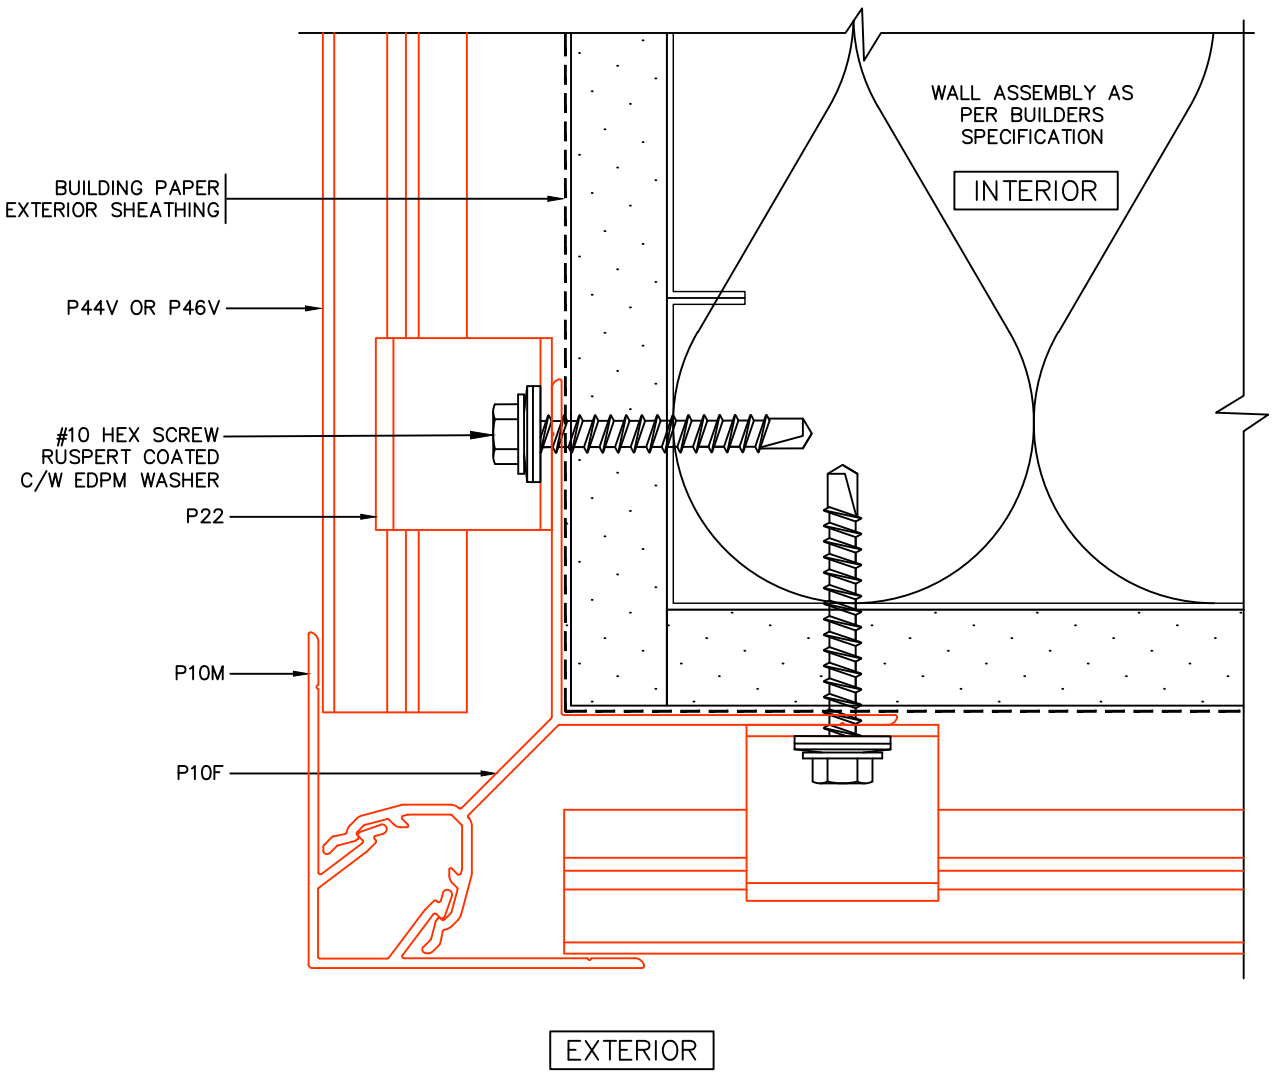 WALL ASSEMBLY AS
PER BUILDERS
SPECIFICATION
INTERIOR
BUILDING PAPER
EXTERIOR SHEATHING
P44V OR P46V
#10 HEX SCREW
RUSPERT COATED
C/W EDPM WASHER
P22
P10M
P10F
EXTERIOR